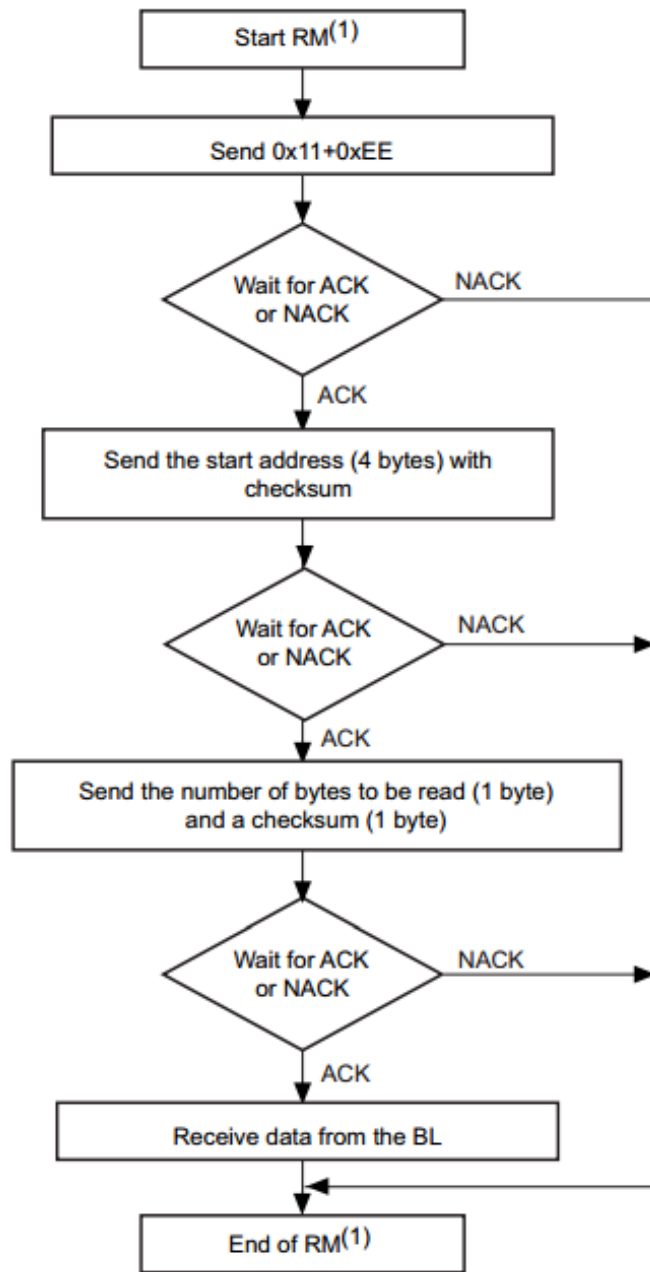 Start RM(1)
Send 0x11+0xEE
Wait for ACK
or NACK
NACK
ACK
Send the start address (4 bytes) with
checksum
Wait for ACK
or NACK
NACK
ACK
Send the number of bytes to be read (1 byte)
and a checksum (1 byte)
Wait for ACK
or NACK
NACK
ACK
Receive data from the BL
End of RM(1)